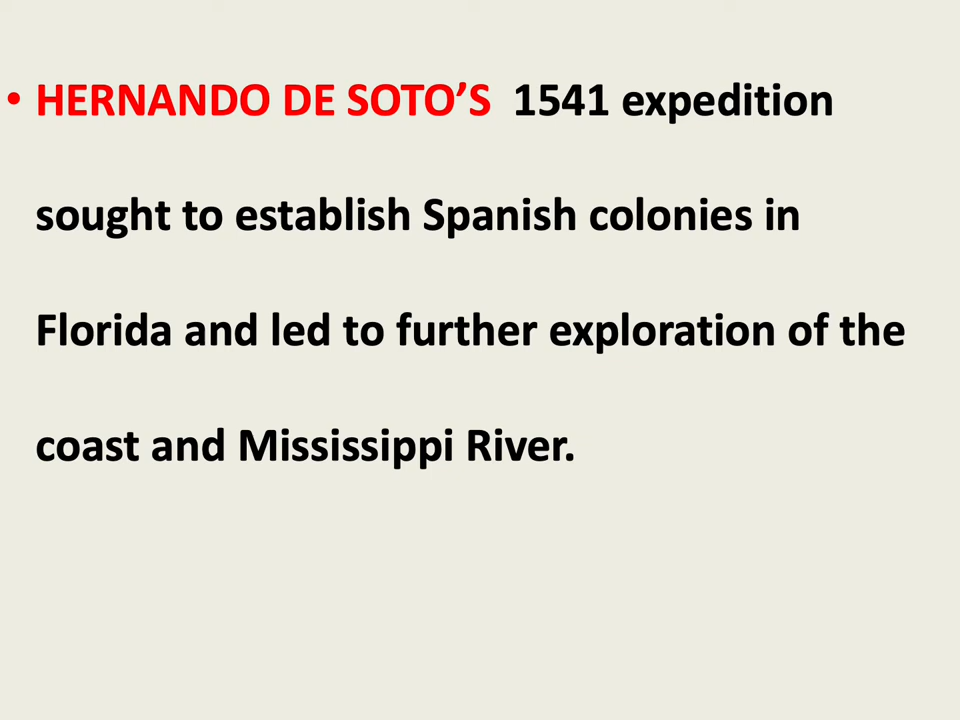 • HERNANDO DE SOTO’S 1541 expedition
sought to establish Spanish colonies in
Florida and led to further exploration of the
coast and Mississippi River.